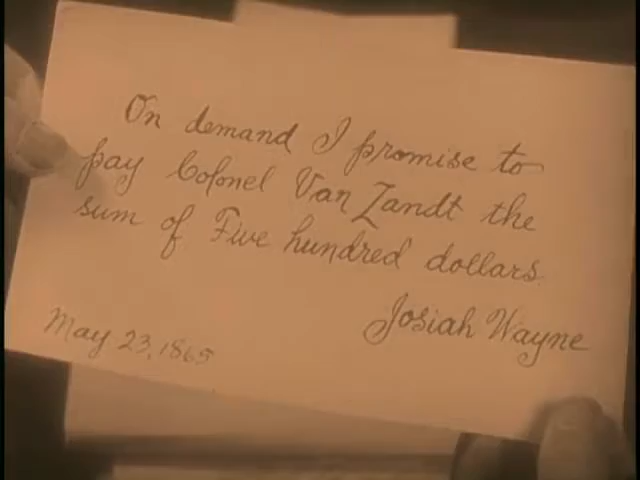 On demand I promise to
pay Colonel Van Zandt the
sum of Five hundred dollars.
Josiah Wayne
May 23, 1865